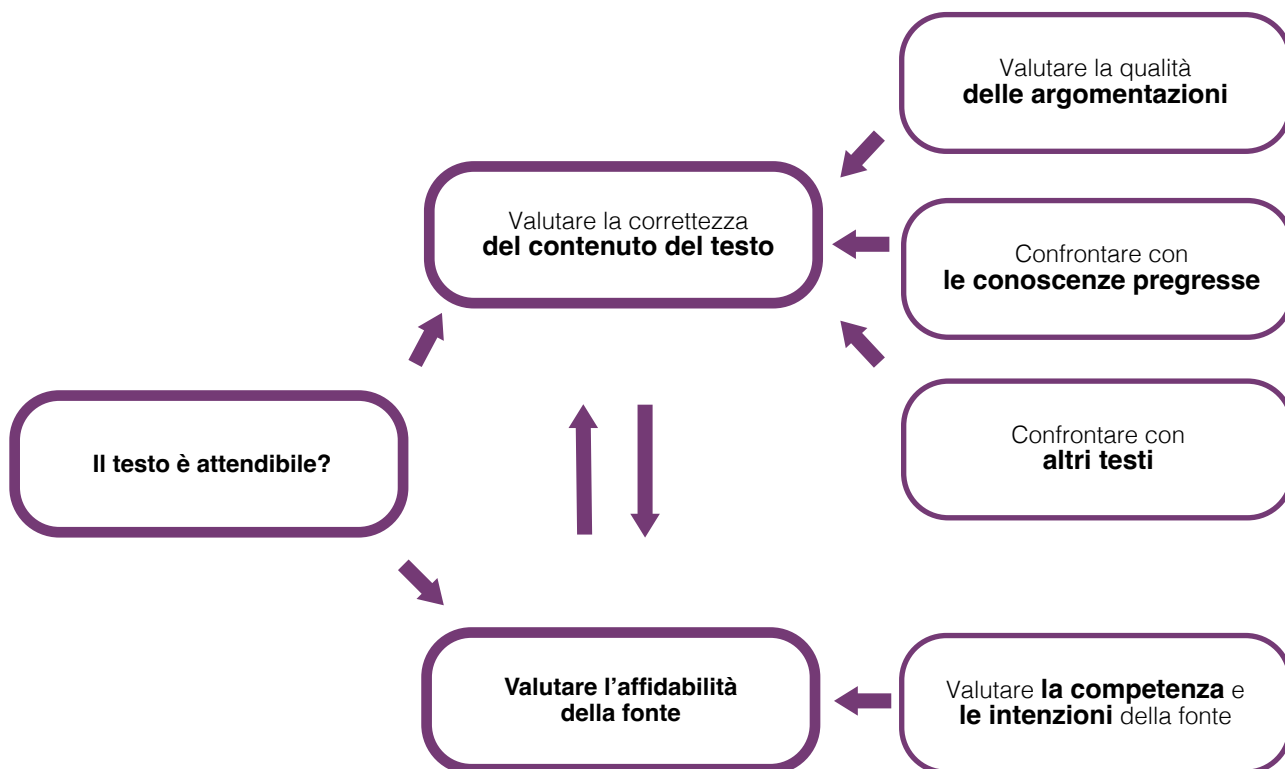 Valutare la qualità
delle argomentazioni
Valutare la correttezza
del contenuto del testo
Confrontare con
le conoscenze pregresse
Il testo è attendibile?
Confrontare con
altri testi
Valutare l’affidabilità
della fonte
Valutare la competenza e
le intenzioni della fonte